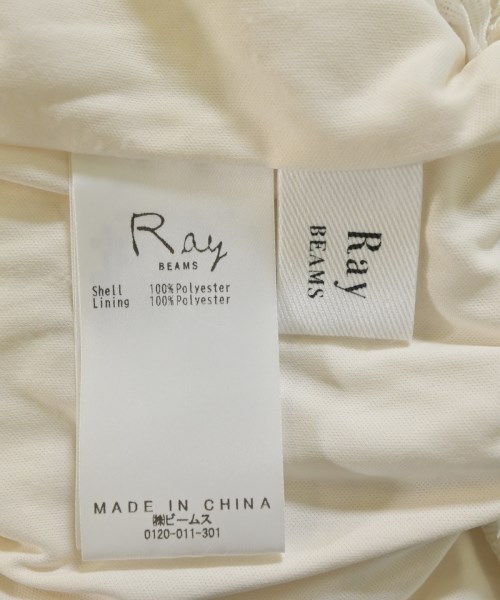 Ray
BEAMS
Shell 100%Polyester
Lining 100%Polyester
MADE IN CHINA
㈱ビームス
0120-011-301
Ray
BEAMS